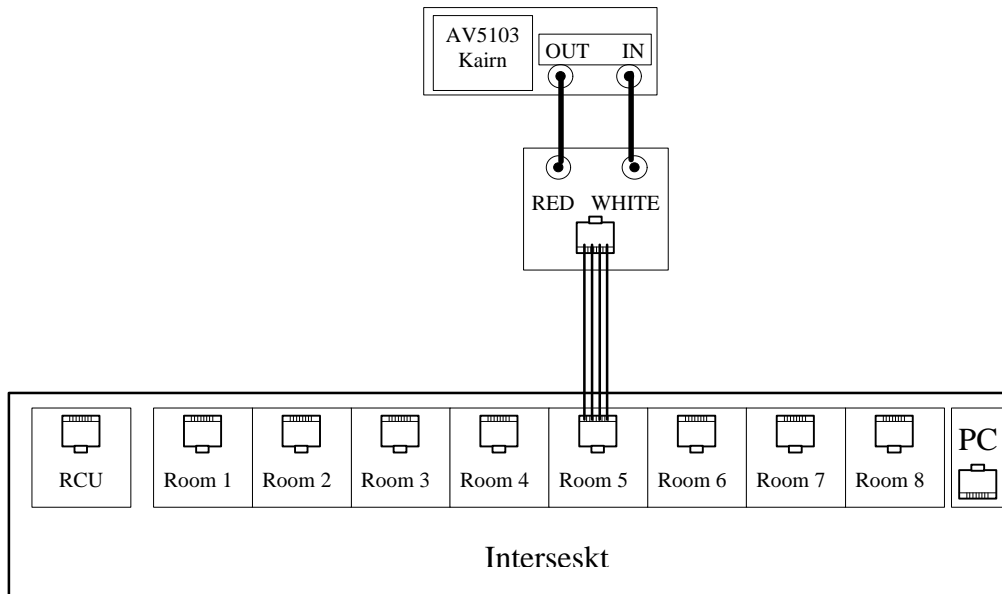 AV5103
Kairn
OUT IN
RED WHITE
RCU
Room 1
Room 2
Room 3
Room 4
Room 5
Room 6
Room 7
Room 8
PC
Interseskt